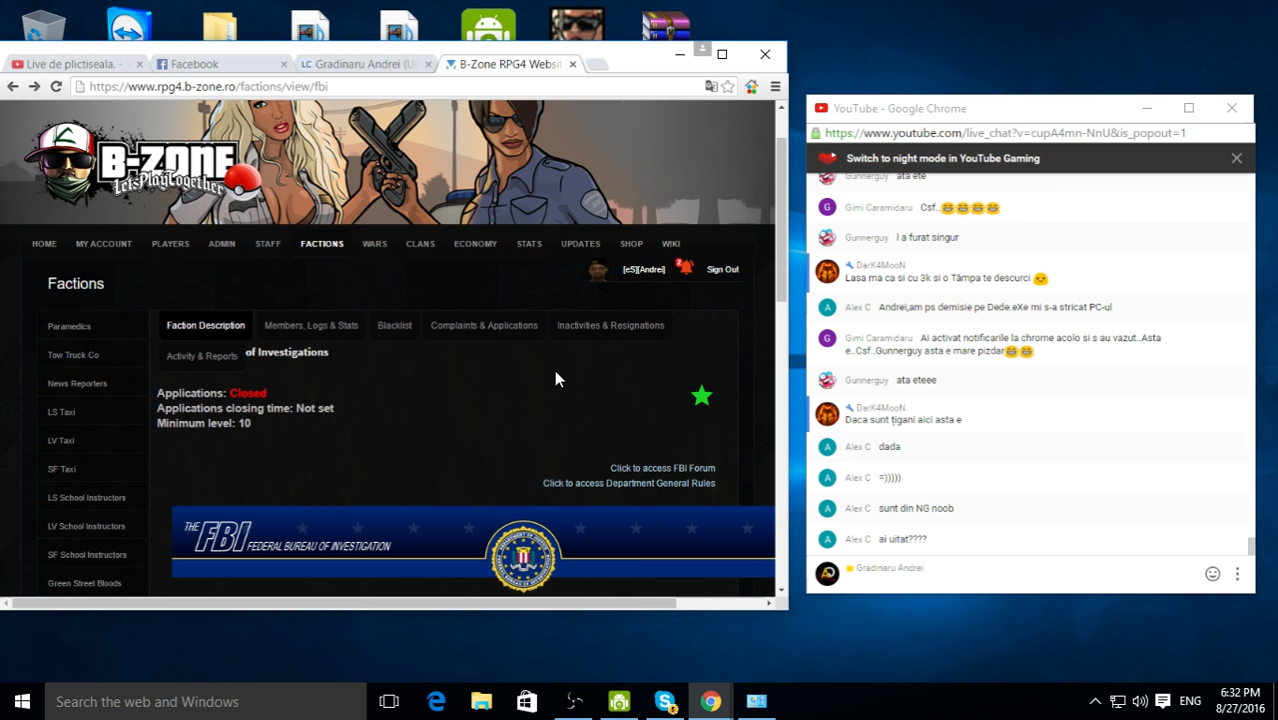 Live de plictiseala. -
Facebook
Gradinaru Andrei (U
B-Zone RPG4 Websit
https://www.rpg4.b-zone.ro/factions/view/fbi
B-ZONE
Let's Play Together
HOME MY ACCOUNT PLAYERS ADMIN STAFF FACTIONS WARS CLANS ECONOMY STATS UPDATES SHOP WIKI
Factions
[eS][Andrei] 2 Sign Out
Paramedics
Tow Truck Co
News Reporters
LS Taxi
LV Taxi
SF Taxi
LS School Instructors
LV School Instructors
SF School Instructors
Green Street Bloods
Faction Description Members, Logs & Stats Blacklist Complaints & Applications Inactivities & Resignations
Activity & Reports of Investigations
Applications: Closed
Applications closing time: Not set
Minimum level: 10
Click to access FBI Forum
Click to access Department General Rules
THE FBI FEDERAL BUREAU OF INVESTIGATION
YouTube - Google Chrome
https://www.youtube.com/live_chat?v=cupA4mn-NnU&is_popout=1
Switch to night mode in YouTube Gaming
Gunnerguy ata ete
G Gimi Caramidaru Csf..😂😂😂😂
Gunnerguy l a furat singur
DarK4MooN
Lasa ma ca si cu 3k si o Tâmpa te descurci
A Alex C Andrei,am ps demisie pe Dede.eXe mi s-a stricat PC-ul
G Gimi Caramidaru Ai activat notificarile la chrome acolo si s au vazut..Asta
e..Csf..Gunnerguy asta e mare pizdar😂😂
Gunnerguy ata eteee
DarK4MooN
Daca sunt țigani aici asta e
A Alex C dada
A Alex C =)))))
A Alex C sunt din NG noob
A Alex C ai uitat????
Gradinaru Andrei
Search the web and Windows
ENG
6:32 PM
8/27/2016